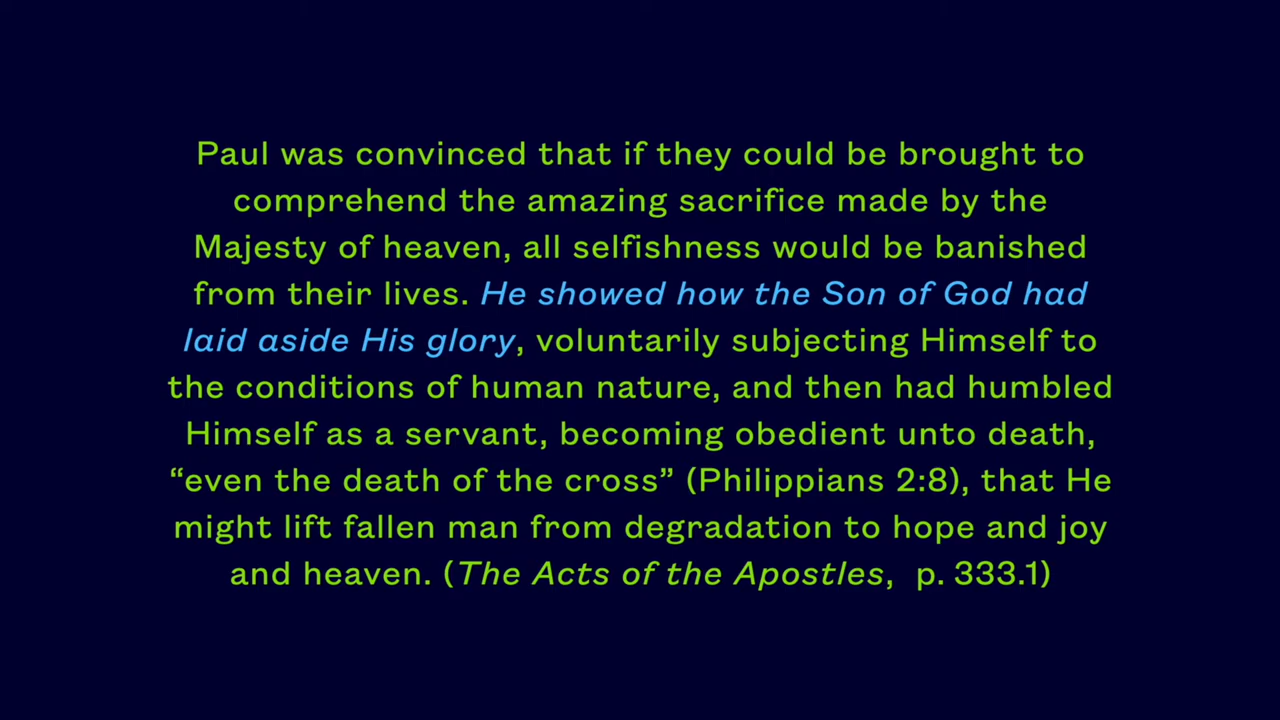 Paul was convinced that if they could be brought to
comprehend the amazing sacrifice made by the
Majesty of heaven, all selfishness would be banished
from their lives. He showed how the Son of God had
laid aside His glory, voluntarily subjecting Himself to
the conditions of human nature, and then had humbled
Himself as a servant, becoming obedient unto death,
“even the death of the cross” (Philippians 2:8), that He
might lift fallen man from degradation to hope and joy
and heaven. (The Acts of the Apostles,  p. 333.1)